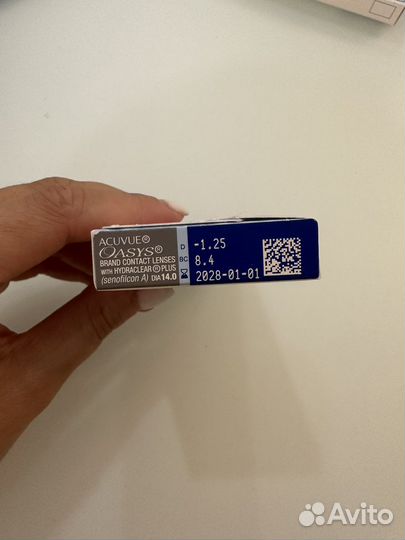 ACUVUE®
OASYS®
BRAND CONTACT LENSES
WITH HYDRACLEAR® PLUS
(senofilcon A) DIA 14.0
D -1.25
BC 8.4
2028-01-01
Avito